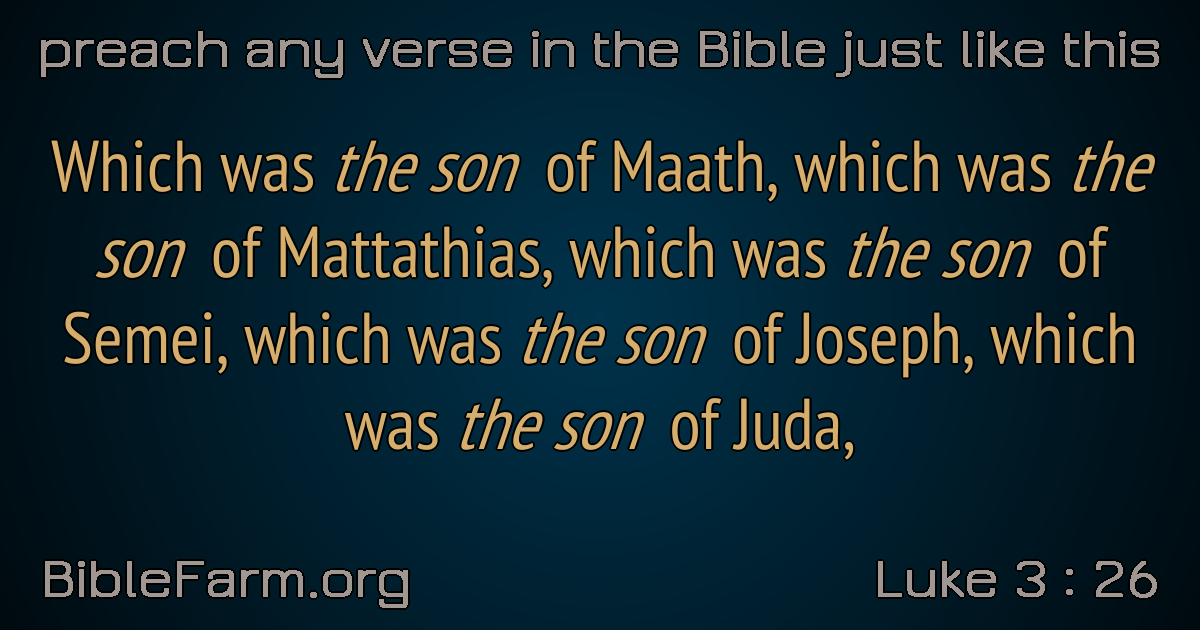 preach any verse in the Bible just like this
Which was the son of Maath, which was the
son of Mattathias, which was the son of
Semei, which was the son of Joseph, which
was the son of Juda,
BibleFarm.org
Luke 3 : 26